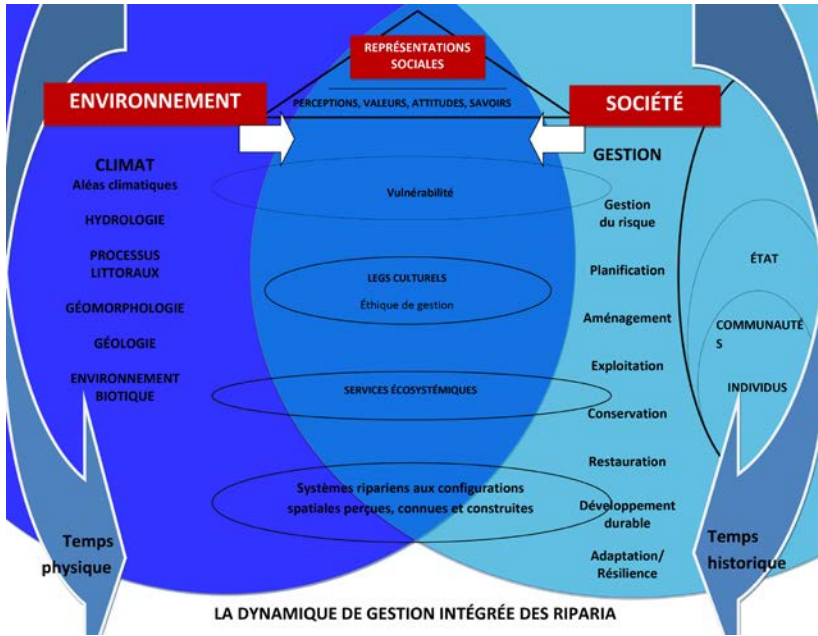 REPRÉSENTATIONS
SOCIALES
PERCEPTIONS, VALEURS, ATTITUDES, SAVOIRS
ENVIRONNEMENT
SOCIÉTÉ
CLIMAT
Aléas climatiques
HYDROLOGIE
PROCESSUS
LITTORAUX
GÉOMORPHOLOGIE
GÉOLOGIE
ENVIRONNEMENT
BIOTIQUE
Vulnérabilité
LEGS CULTURELS
Éthique de gestion
SERVICES ÉCOSYSTÉMIQUES
Systèmes ripariens aux configurations
spatiales perçues, connues et construites
GESTION
Gestion
du risque
Planification
Aménagement
Exploitation
Conservation
Restauration
Développement
durable
Adaptation/
Résilience
ÉTAT
COMMUNAUTÉ
S
INDIVIDUS
Temps
physique
Temps
historique
LA DYNAMIQUE DE GESTION INTÉGRÉE DES RIPARIA